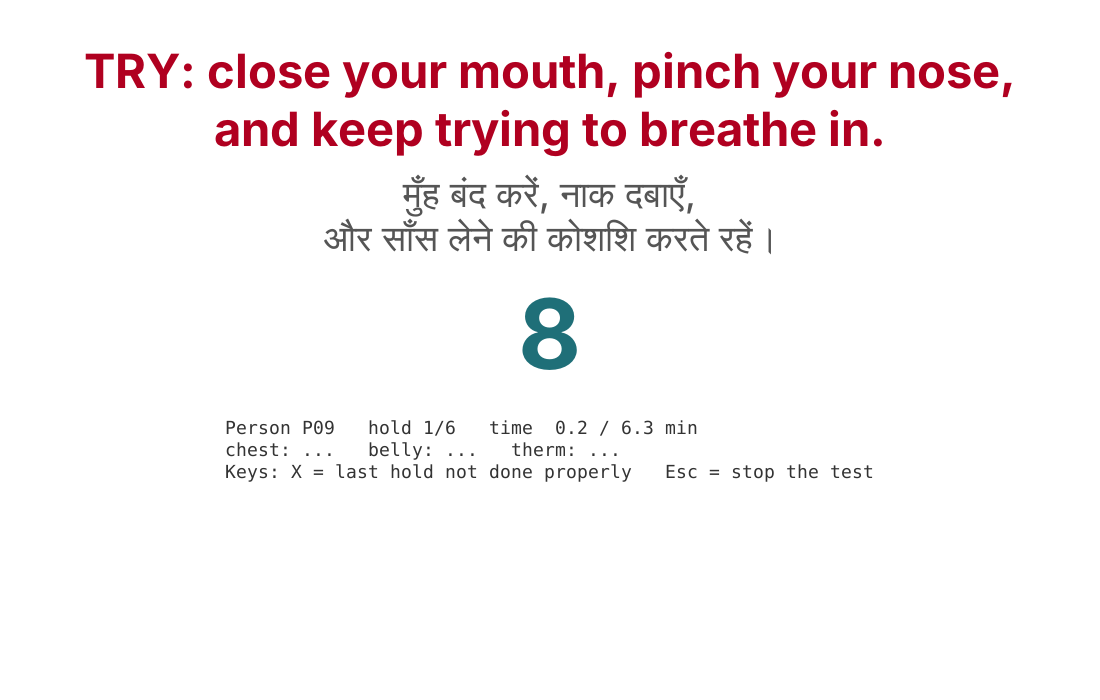 TRY: close your mouth, pinch your nose,
and keep trying to breathe in.
मुँह बंद करें, नाक दबाएँ,
और साँस लेने की कोशिश करते रहें।
8
Person P09   hold 1/6   time  0.2 / 6.3 min
chest: ...   belly: ...   therm: ...
Keys: X = last hold not done properly   Esc = stop the test